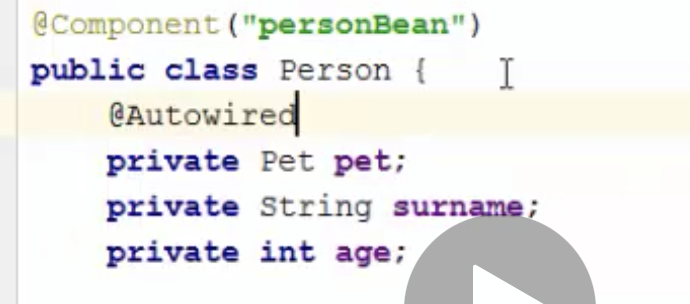 @Component("personBean")
public class Person {
@Autowired
private Pet pet;
private String surname;
private int age;